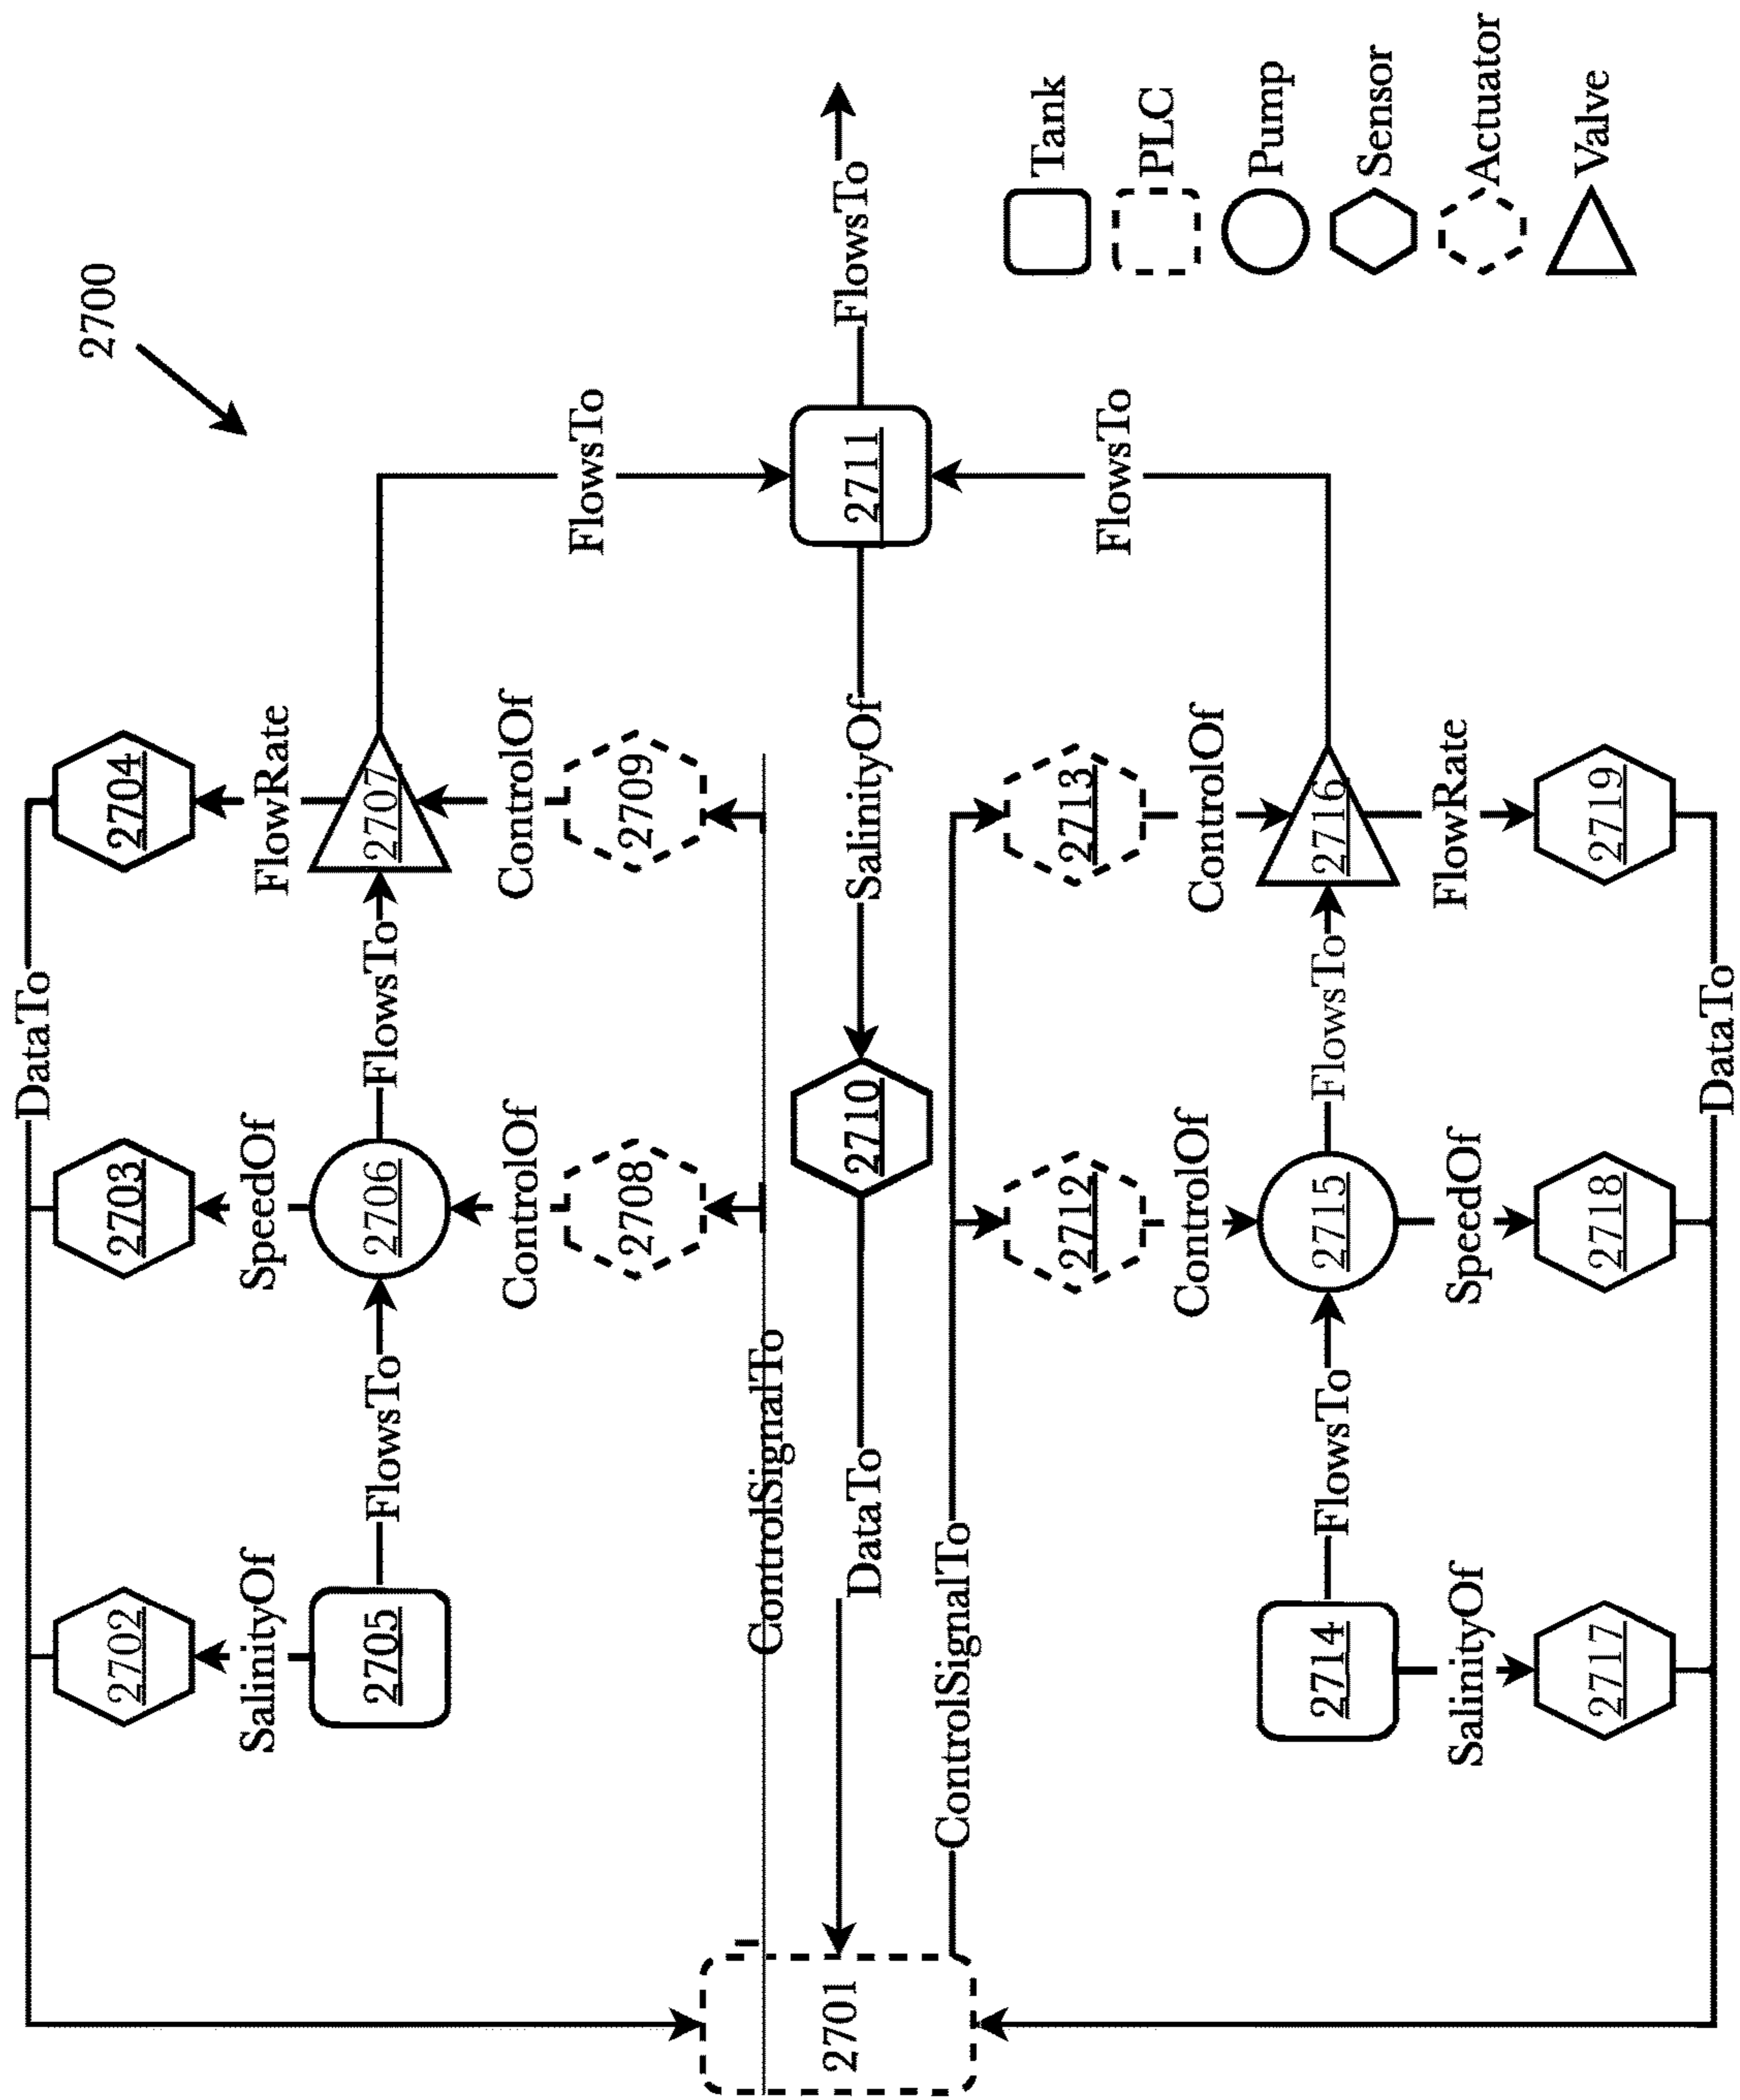 2700
DataTo
2702
2703
2704
SalinityOf
SpeedOf
FlowRate
2705
FlowsTo
2706
FlowsTo
2707
ControlOf
ControlOf
FlowsTo
2708
2709
ControlSignalTo
2701
DataTo
2710
SalinityOf
2711
FlowsTo
ControlSignalTo
2712
2713
ControlOf
ControlOf
FlowsTo
2714
FlowsTo
2715
FlowsTo
2716
SalinityOf
SpeedOf
FlowRate
2717
2718
2719
DataTo
Tank
PLC
Pump
Sensor
Actuator
Valve